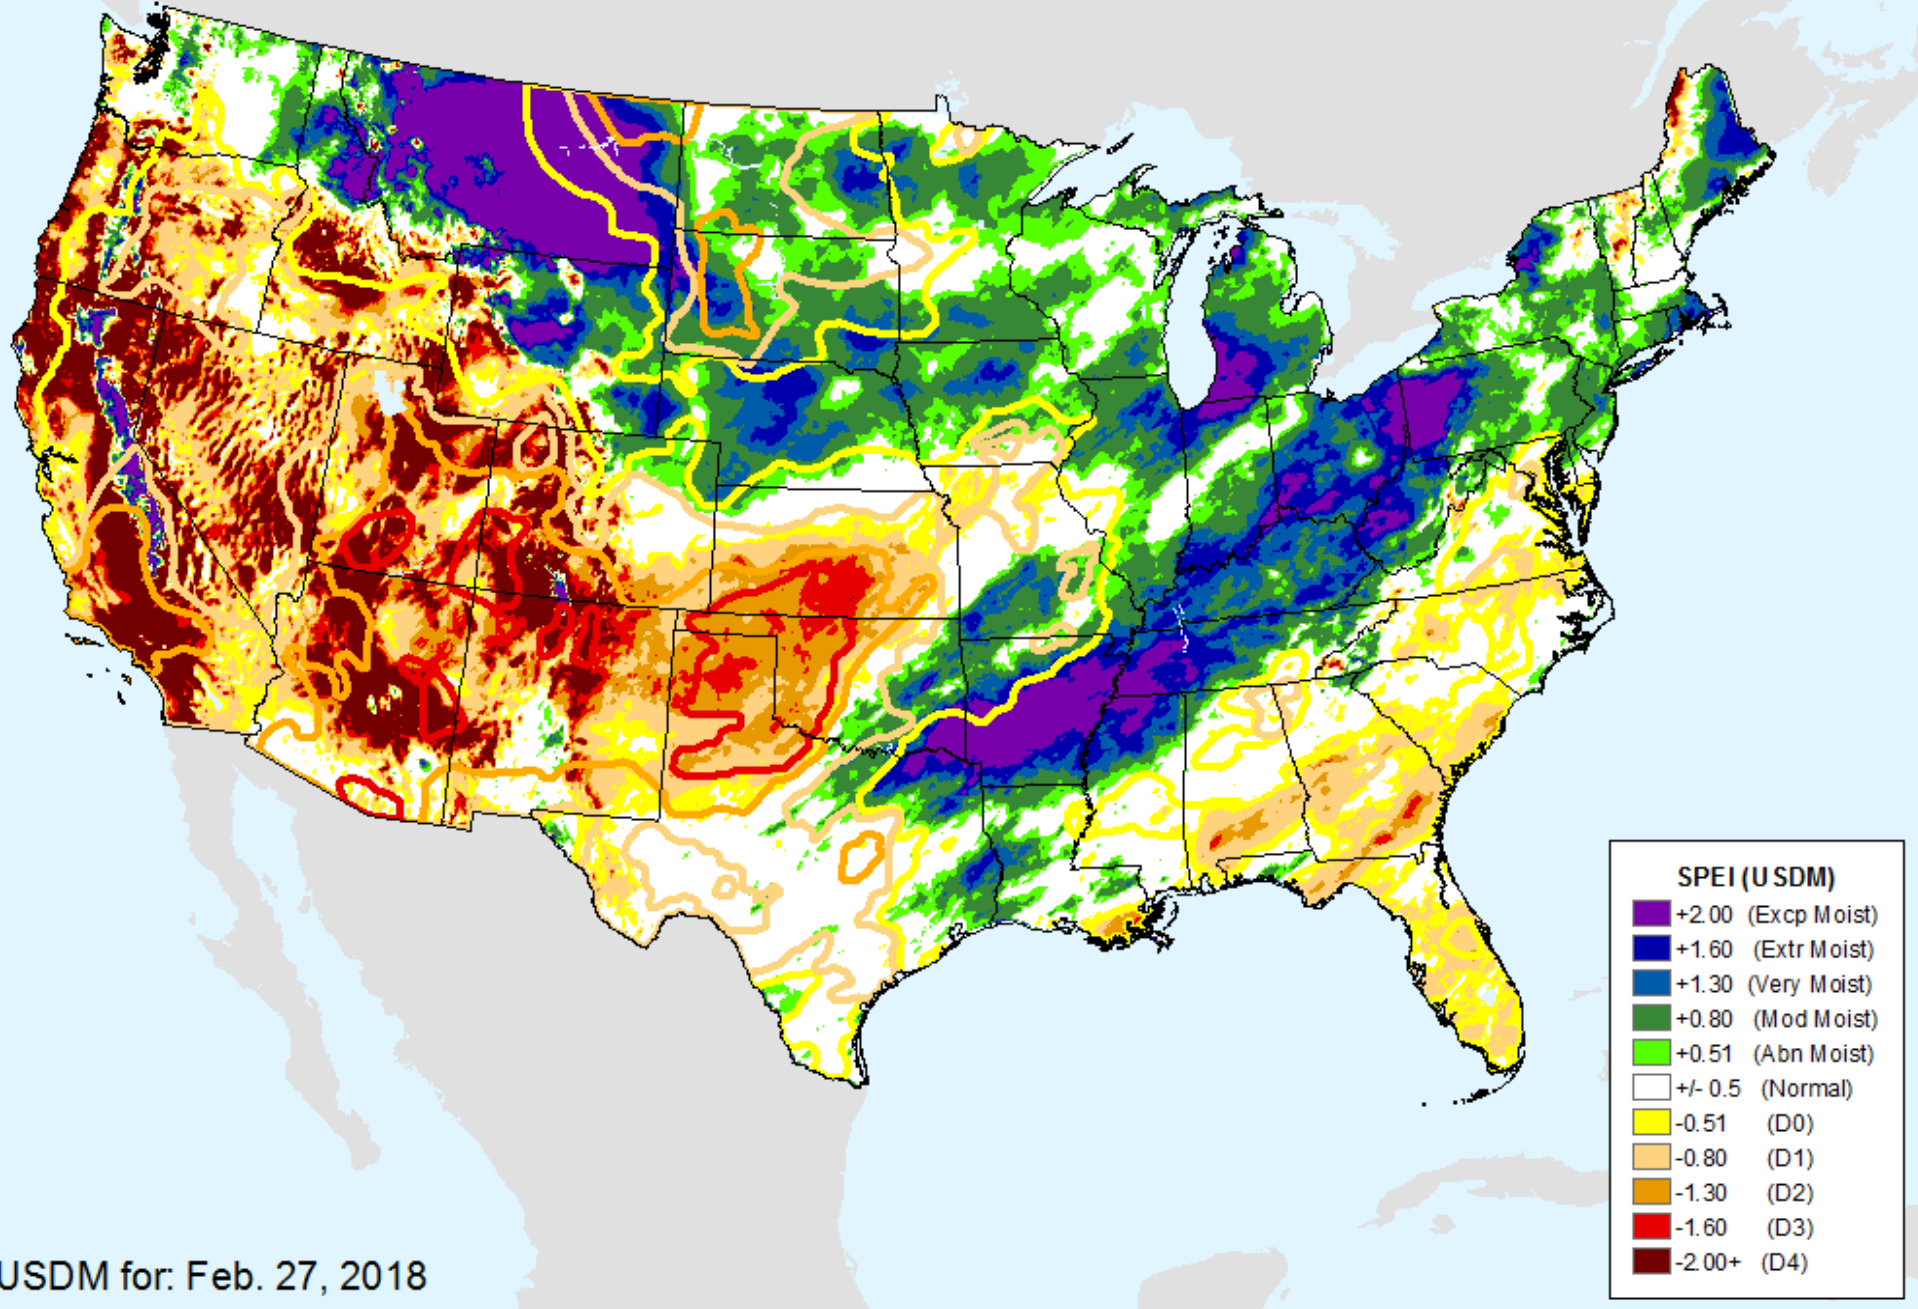 SPEI (USDM)
+2.00 (Excp Moist)
+1.60 (Extr Moist)
+1.30 (Very Moist)
+0.80 (Mod Moist)
+0.51 (Abn Moist)
+/- 0.5 (Normal)
-0.51 (D0)
-0.80 (D1)
-1.30 (D2)
-1.60 (D3)
-2.00+ (D4)
USDM for: Feb. 27, 2018